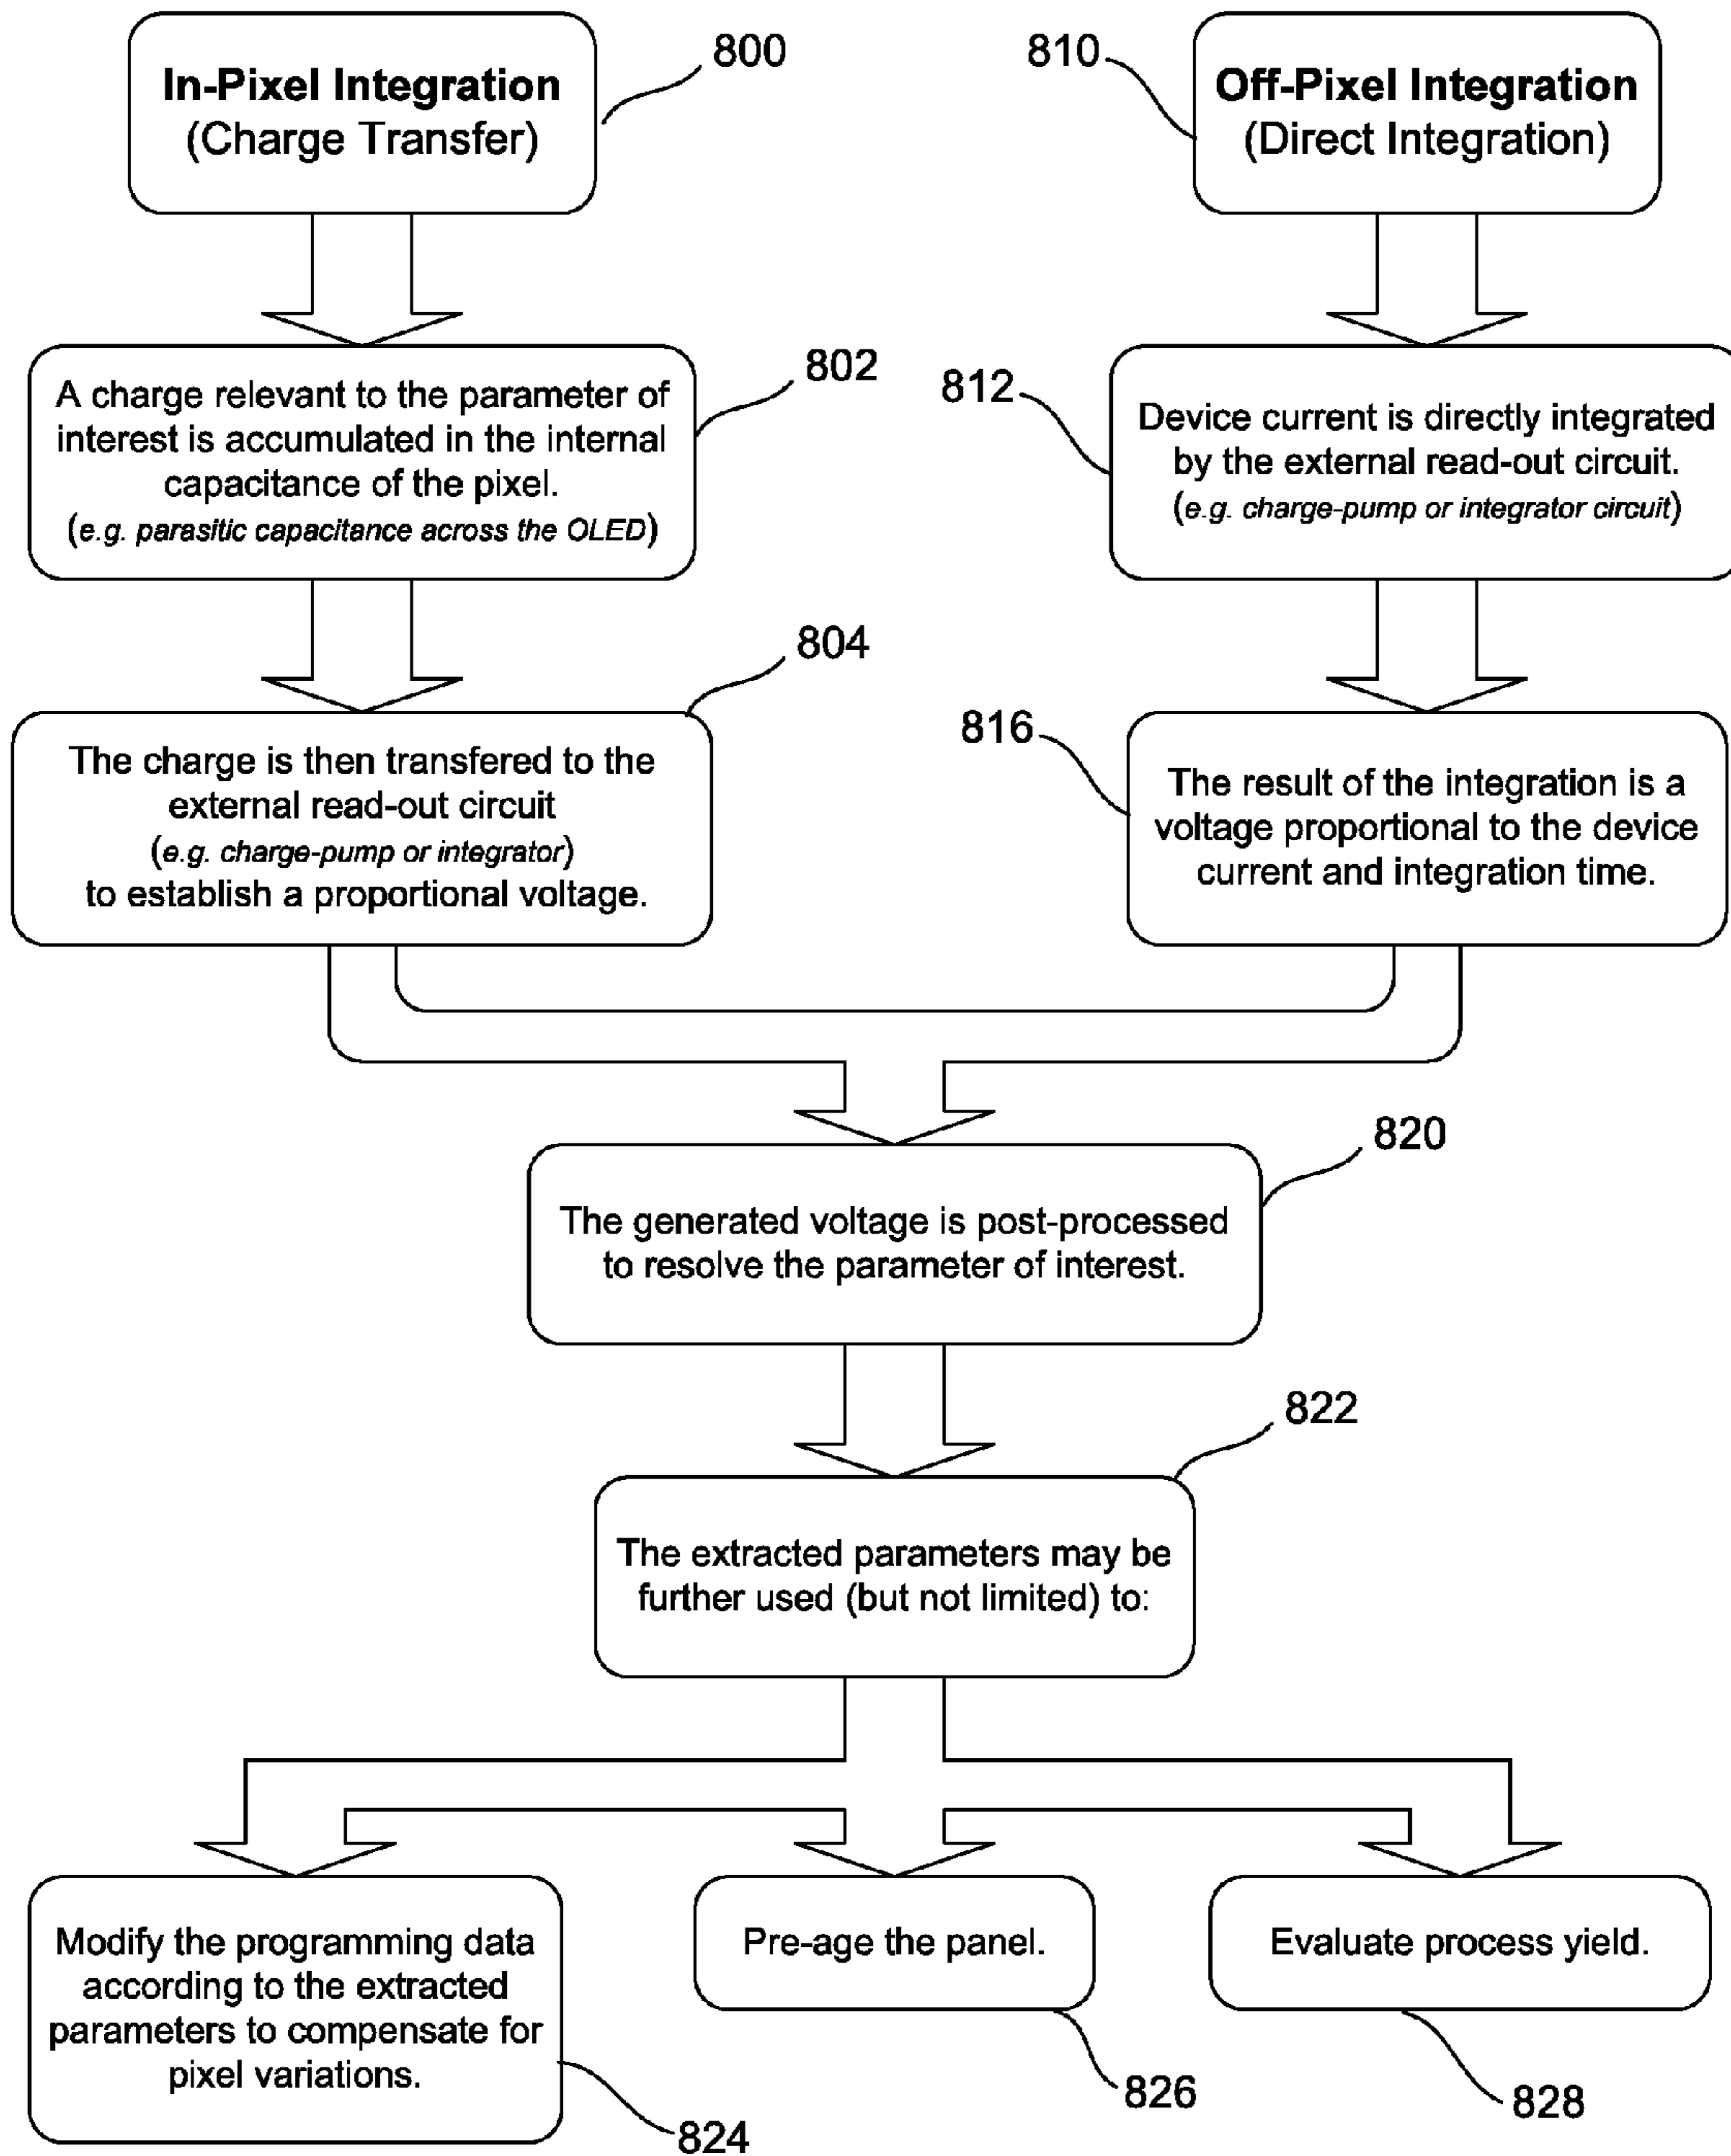 In-Pixel Integration
(Charge Transfer)
800
810
Off-Pixel Integration
(Direct Integration)
A charge relevant to the parameter of
interest is accumulated in the internal
capacitance of the pixel.
(e.g. parasitic capacitance across the OLED)
802
812
Device current is directly integrated
by the external read-out circuit.
(e.g. charge-pump or integrator circuit)
The charge is then transfered to the
external read-out circuit
(e.g. charge-pump or integrator)
to establish a proportional voltage.
804
816
The result of the integration is a
voltage proportional to the device
current and integration time.
The generated voltage is post-processed
to resolve the parameter of interest.
820
The extracted parameters may be
further used (but not limited) to:
822
Modify the programming data
according to the extracted
parameters to compensate for
pixel variations.
824
Pre-age the panel.
826
Evaluate process yield.
828